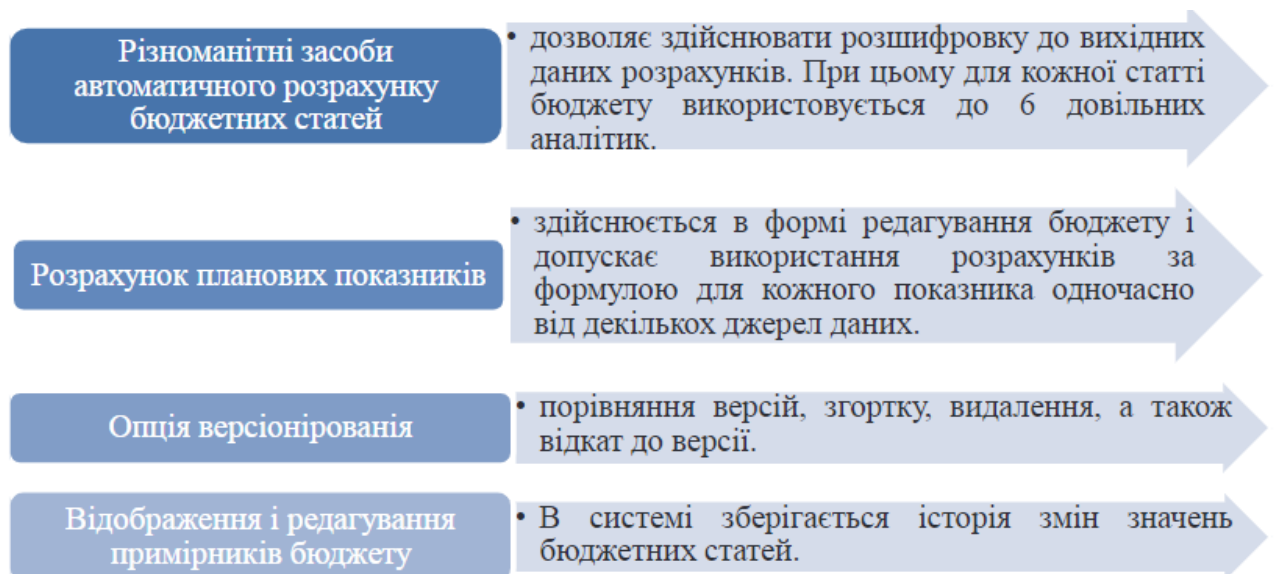 Різноманітні засоби
автоматичного розрахунку
бюджетних статей
• дозволяє здійснювати розшифровку до вихідних
даних розрахунків. При цьому для кожної статті
бюджету використовується до 6 довільних
аналітик.
Розрахунок планових показників
• здійснюється в формі редагування бюджету і
допускає використання розрахунків за
формулою для кожного показника одночасно
від декількох джерел даних.
Опція версіонірованія
• порівняння версій, згортку, видалення, а також
відкат до версії.
Відображення і редагування
примірників бюджету
• В системі зберігається історія змін значень
бюджетних статей.